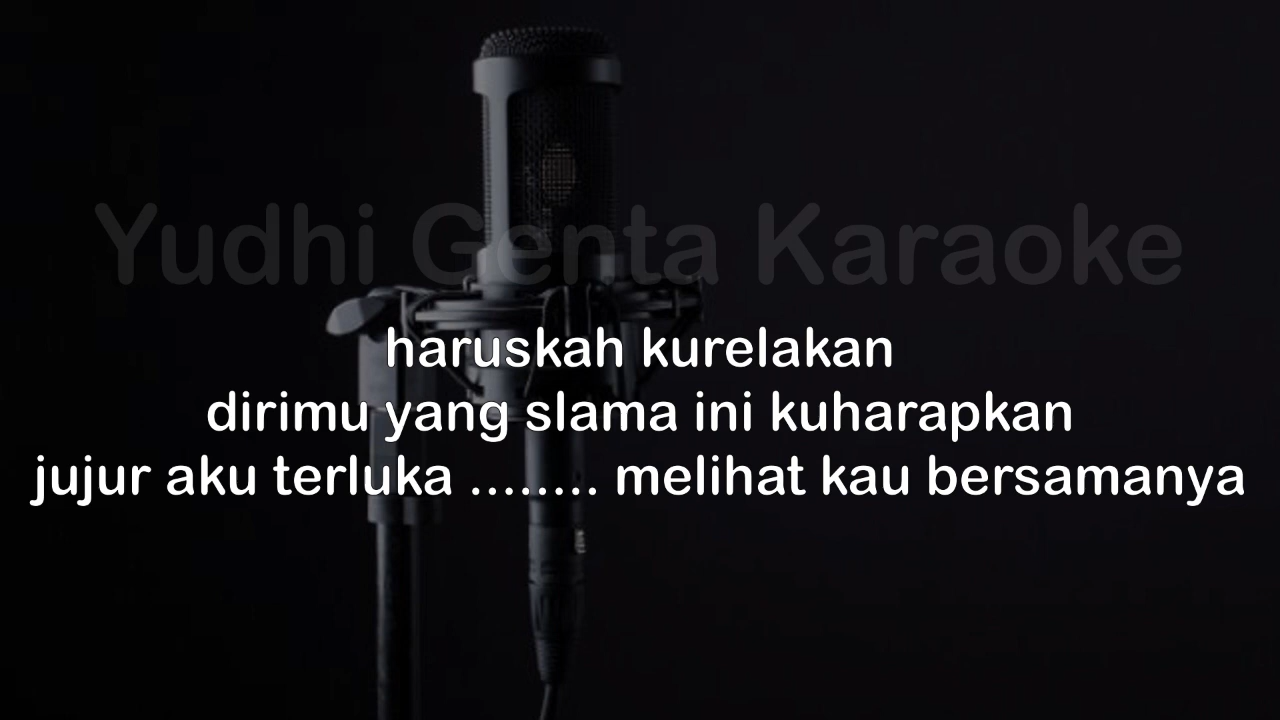 Yudhi Genta Karaoke
haruskah kurelakan
dirimu yang slama ini kuharapkan
jujur aku terluka ........ melihat kau bersamanya